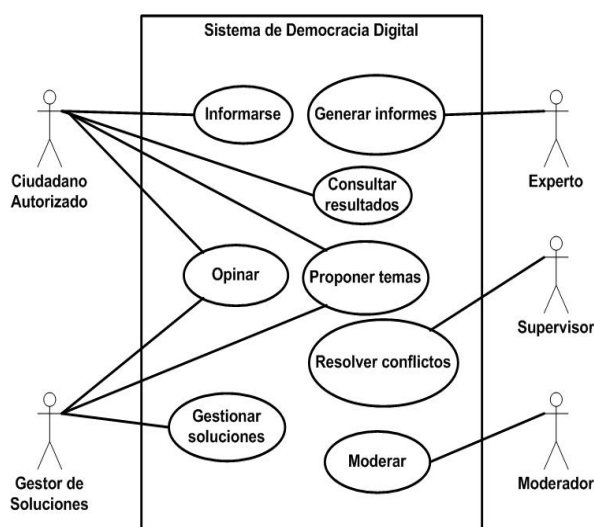 Sistema de Democracia Digital
Informarse
Generar informes
Ciudadano
Autorizado
Experto
Consultar
resultados
Opinar
Proponer temas
Supervisor
Resolver conflictos
Gestionar
soluciones
Moderar
Gestor de
Soluciones
Moderador